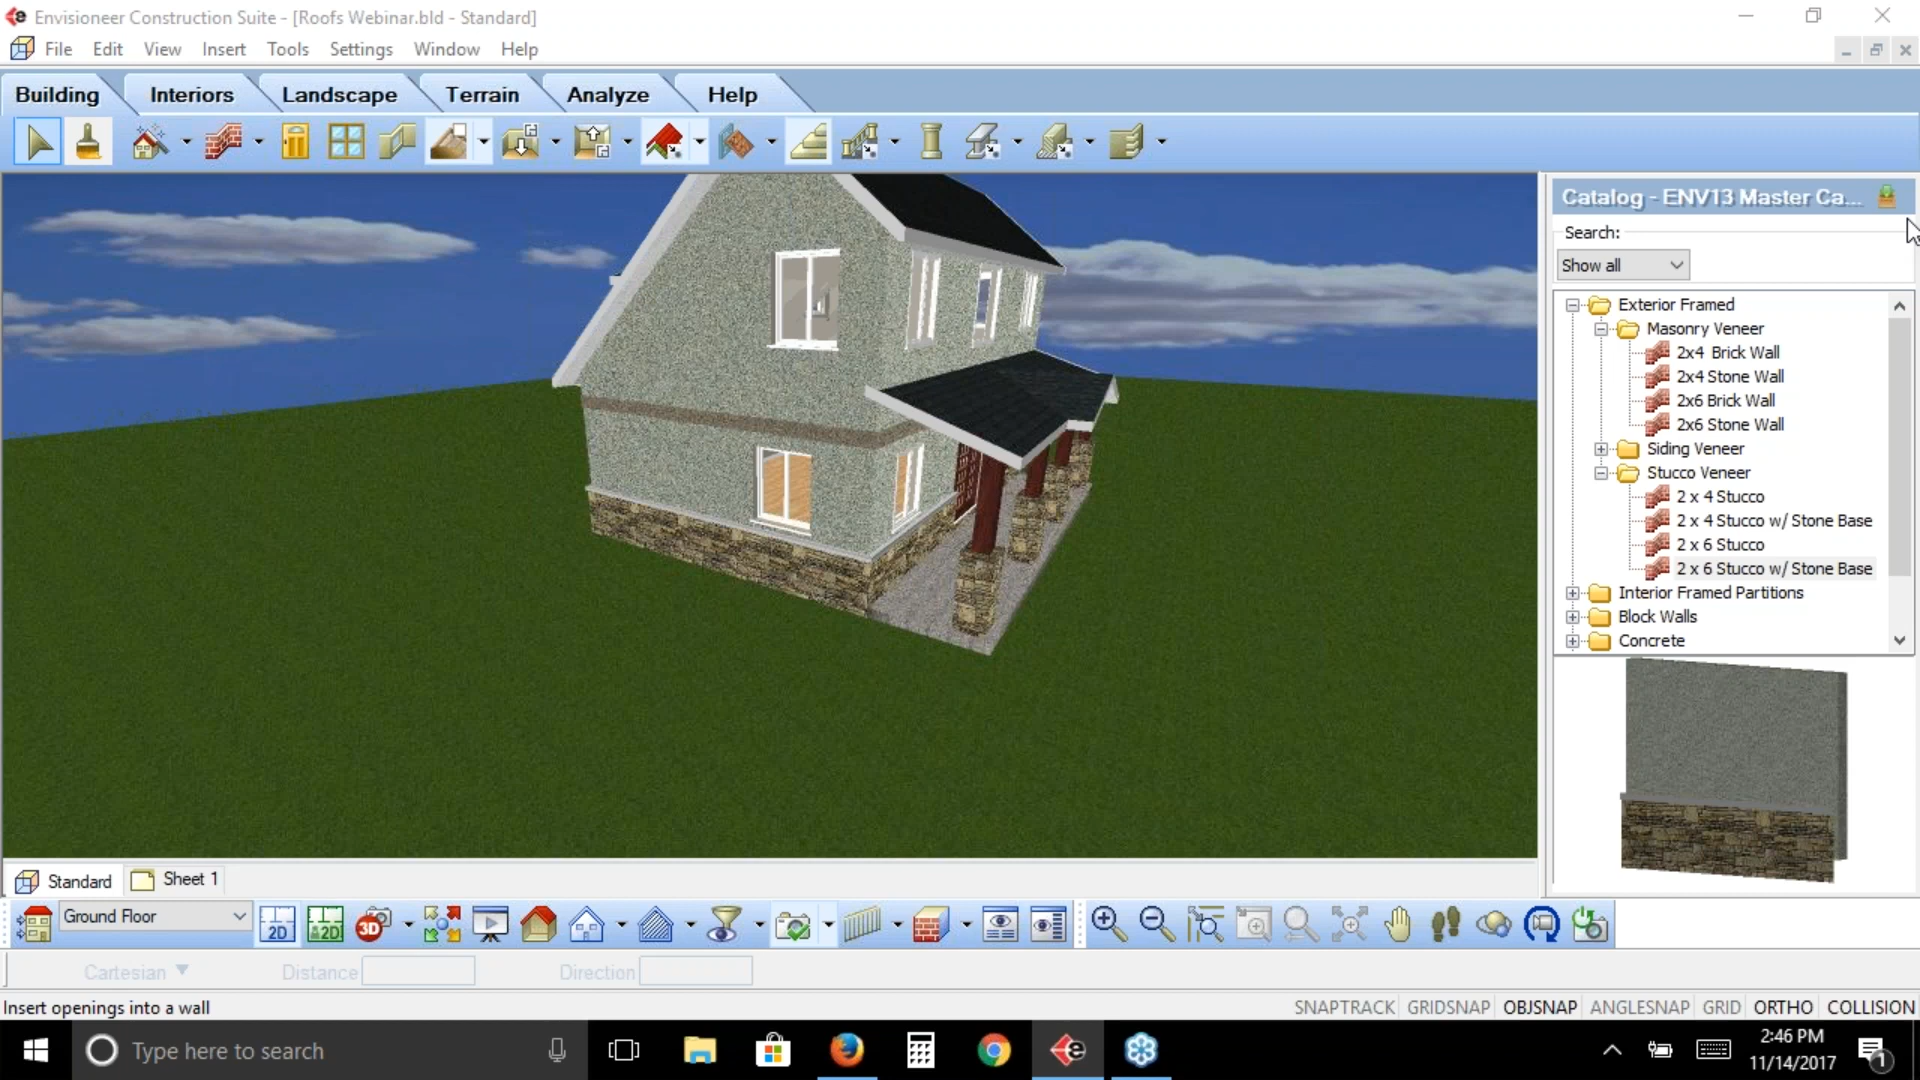 Envisioneer Construction Suite - [Roofs Webinar.bld - Standard]
File Edit View Insert Tools Settings Window Help
Building Interiors Landscape Terrain Analyze Help
Catalog - ENV13 Master Ca...
Search:
Show all
Exterior Framed
Masonry Veneer
2x4 Brick Wall
2x4 Stone Wall
2x6 Brick Wall
2x6 Stone Wall
Siding Veneer
Stucco Veneer
2 x 4 Stucco
2 x 4 Stucco w/ Stone Base
2 x 6 Stucco
2 x 6 Stucco w/ Stone Base
Interior Framed Partitions
Block Walls
Concrete
Standard Sheet 1
Ground Floor 2D 2D 3D
Cartesian Distance Direction
Insert openings into a wall SNAPTRACK GRIDSNAP OBJSNAP ANGLESNAP GRID ORTHO COLLISION
Type here to search
2:46 PM
11/14/2017
1